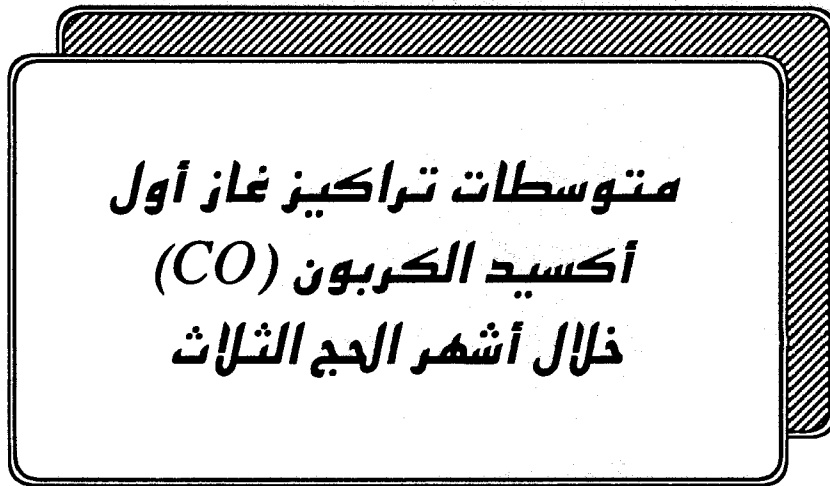 متوسطات تراكيز غاز أول
أكسيد الكربون (CO)
خلال أشهر الحج الثلاث